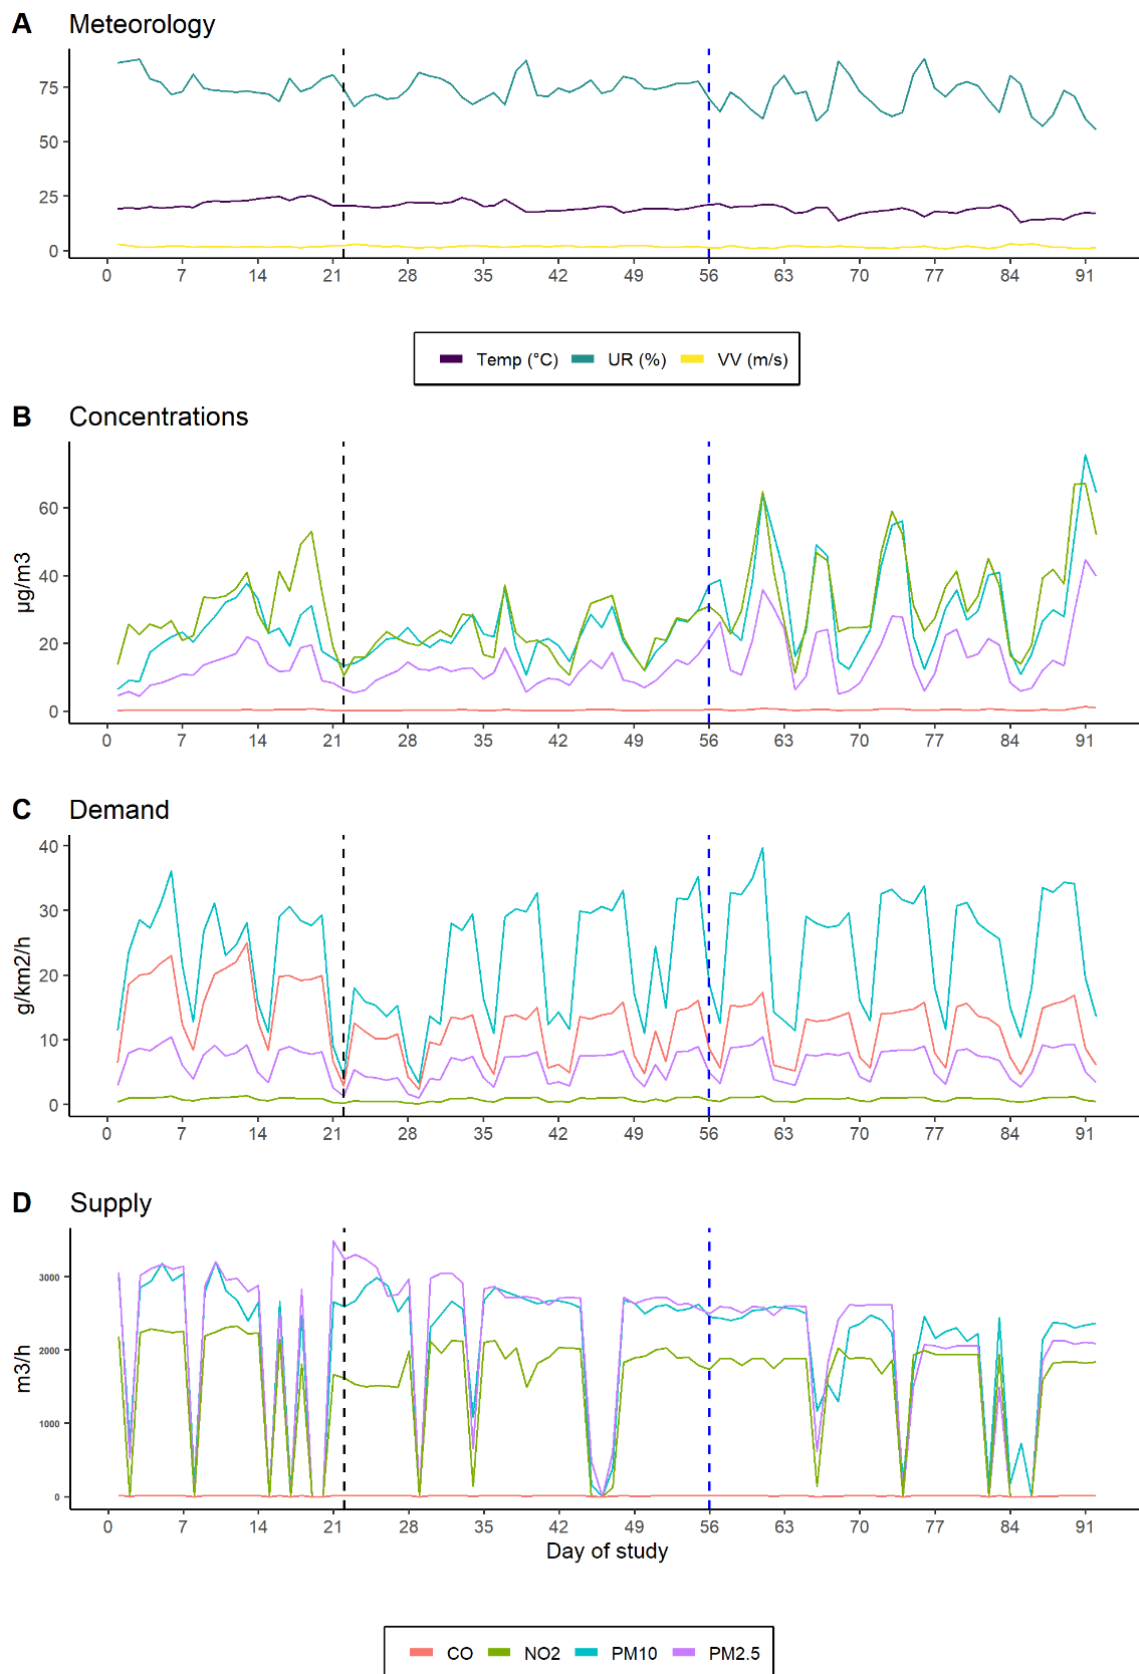 A Meteorology
75
50
25
0
0 7 14 21 28 35 42 49 56 63 70 77 84 91
Temp (°C) UR (%) VV (m/s)
B Concentrations
µg/m3
60
40
20
0
0 7 14 21 28 35 42 49 56 63 70 77 84 91
C Demand
g/km2/h
40
30
20
10
0
0 7 14 21 28 35 42 49 56 63 70 77 84 91
D Supply
m3/h
3000
2000
1000
0
0 7 14 21 28 35 42 49 56 63 70 77 84 91
Day of study
CO NO2 PM10 PM2.5